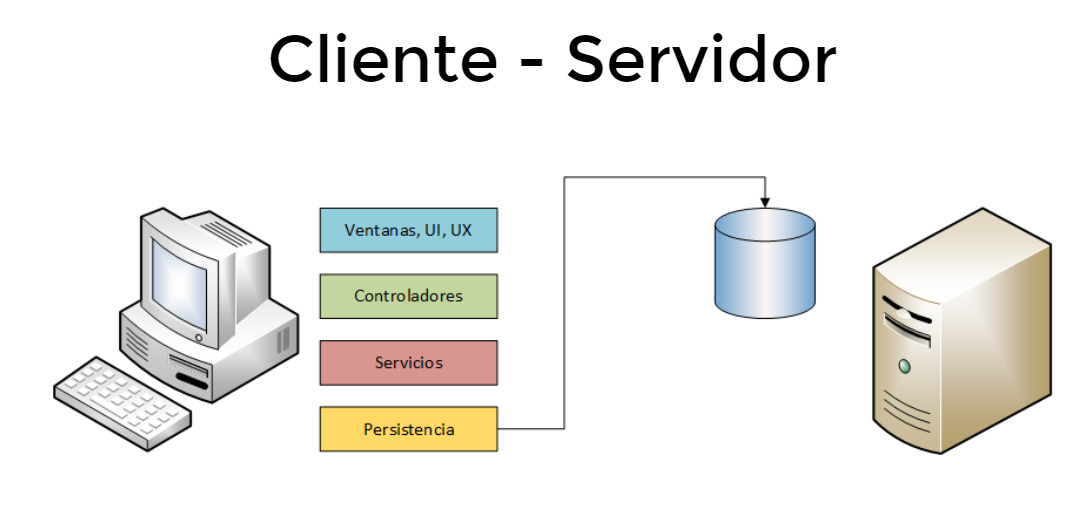 Cliente - Servidor
Ventanas, UI, UX
Controladores
Servicios
Persistencia